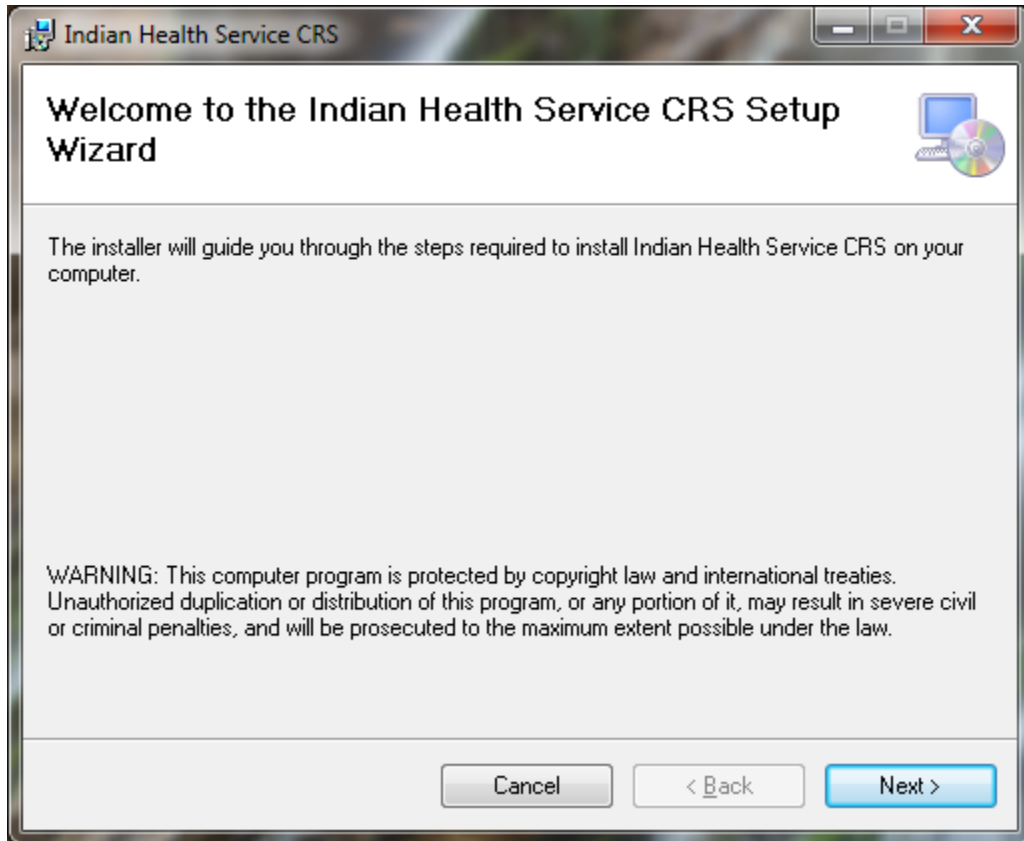 Indian Health Service CRS
Welcome to the Indian Health Service CRS Setup
Wizard
The installer will guide you through the steps required to install Indian Health Service CRS on your
computer.
WARNING: This computer program is protected by copyright law and international treaties.
Unauthorized duplication or distribution of this program, or any portion of it, may result in severe civil
or criminal penalties, and will be prosecuted to the maximum extent possible under the law.
Cancel
< Back
Next >